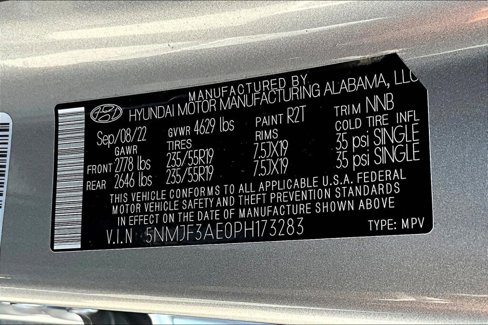 MANUFACTURED BY
HYUNDAI MOTOR MANUFACTURING ALABAMA, LLC
Sep/08/22 GVWR 4629 lbs PAINT R2T TRIM NNB
GAWR TIRES RIMS COLD TIRE INFL
FRONT 2778 lbs 235/55R19 7.5JX19 35 psi SINGLE
REAR 2646 lbs 235/55R19 7.5JX19 35 psi SINGLE
THIS VEHICLE CONFORMS TO ALL APPLICABLE U.S.A. FEDERAL
MOTOR VEHICLE SAFETY AND THEFT PREVENTION STANDARDS
IN EFFECT ON THE DATE OF MANUFACTURE SHOWN ABOVE
V.I.N 5NMJF3AE0PH173283 TYPE: MPV